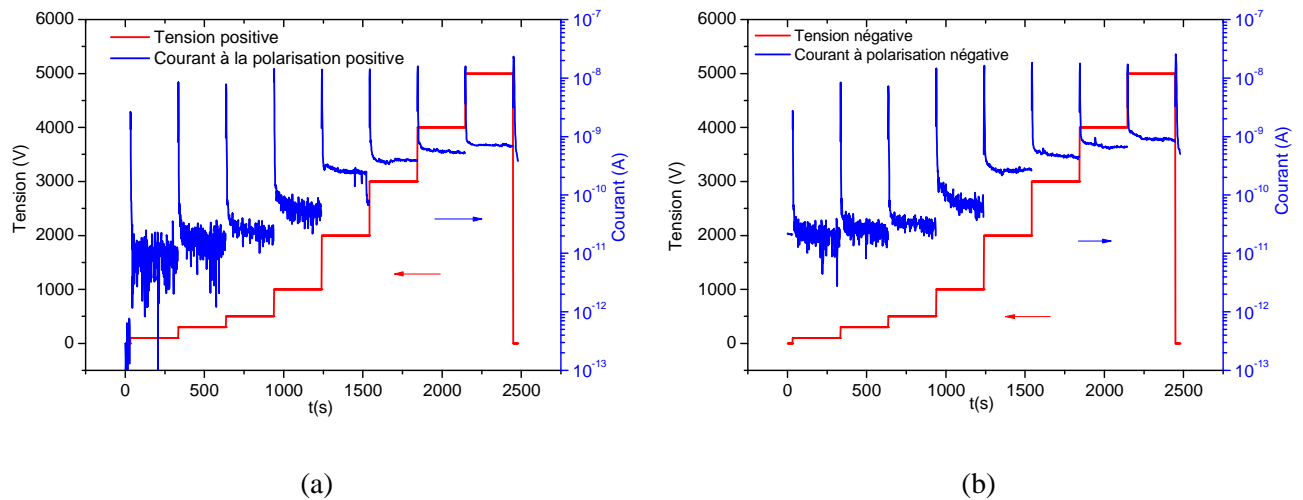 Tension positive
Courant à la polarisation positive
Tension (V)
6000
5000
4000
3000
2000
1000
0
0 500 1000 1500 2000 2500
t(s)
10⁻⁷
10⁻⁸
10⁻⁹
10⁻¹⁰
10⁻¹¹
10⁻¹²
10⁻¹³
Courant (A)
(a)
Tension négative
Courant à polarisation négative
Tension (V)
6000
5000
4000
3000
2000
1000
0
0 500 1000 1500 2000 2500
t(s)
10⁻⁷
10⁻⁸
10⁻⁹
10⁻¹⁰
10⁻¹¹
10⁻¹²
10⁻¹³
Courant (A)
(b)